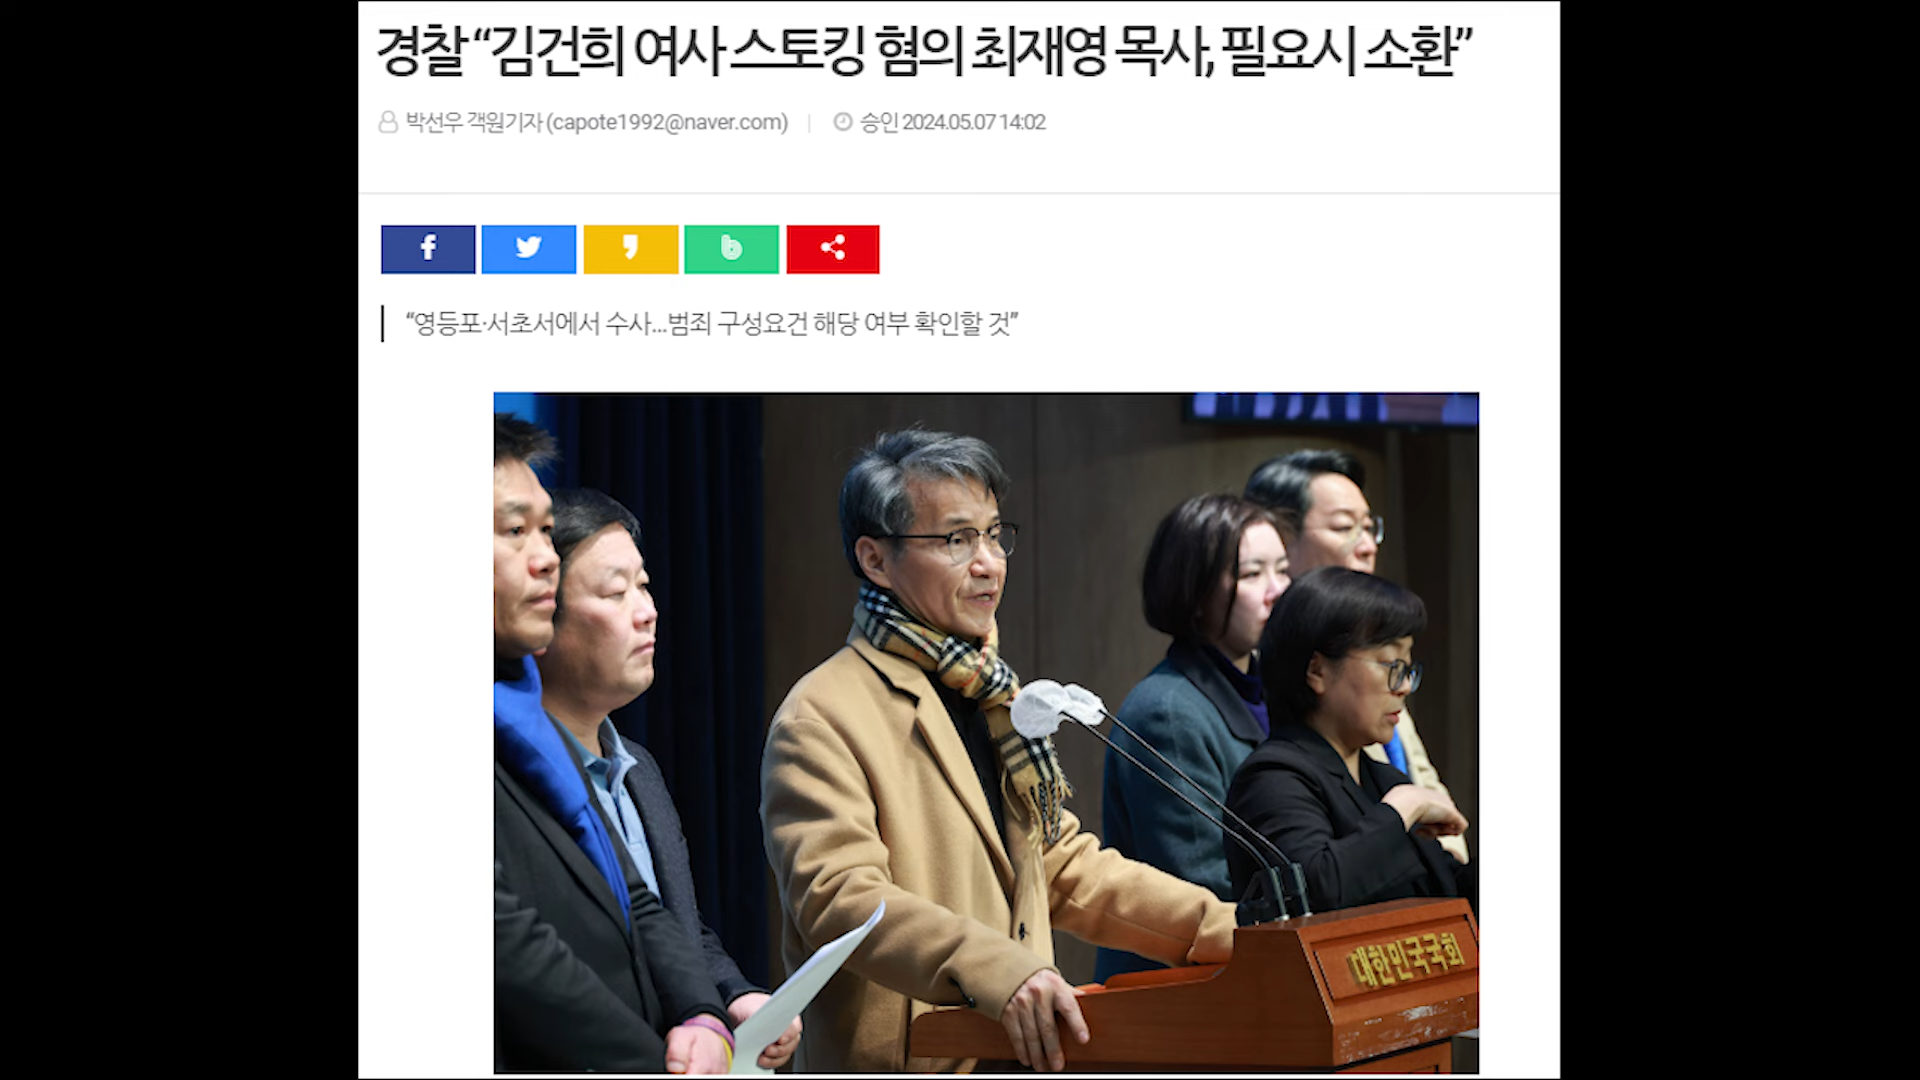 경찰 “김건희 여사 스토킹 혐의 최재영 목사, 필요시 소환”
박선우 객원기자 (capote1992@naver.com) | 승인 2024.05.07 14:02
“영등포·서초서에서 수사…범죄 구성요건 해당 여부 확인할 것”
대한민국국회